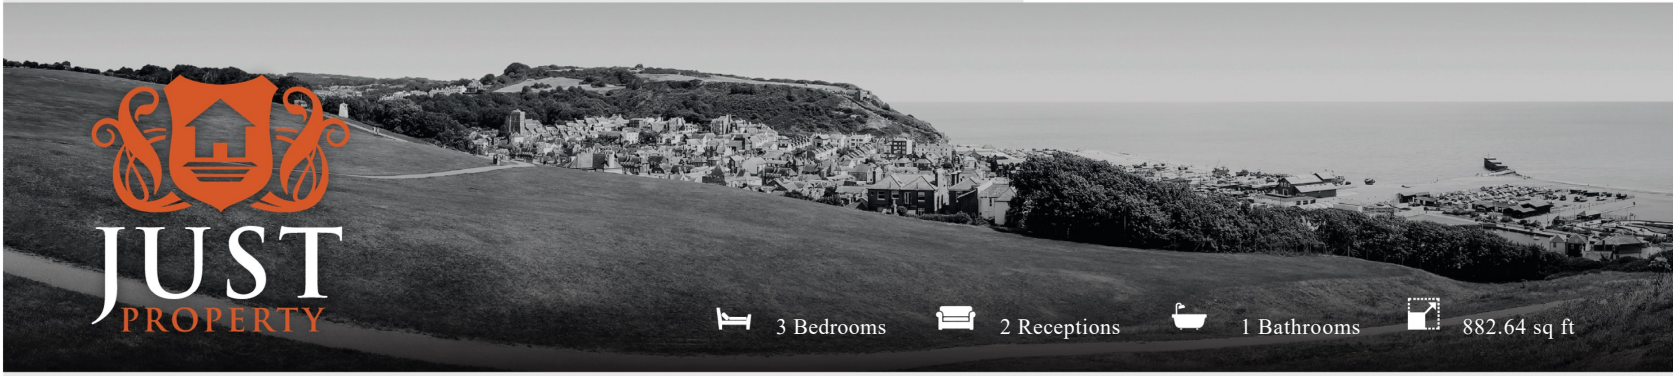 JUST
PROPERTY
3 Bedrooms
2 Receptions
1 Bathrooms
882.64 sq ft